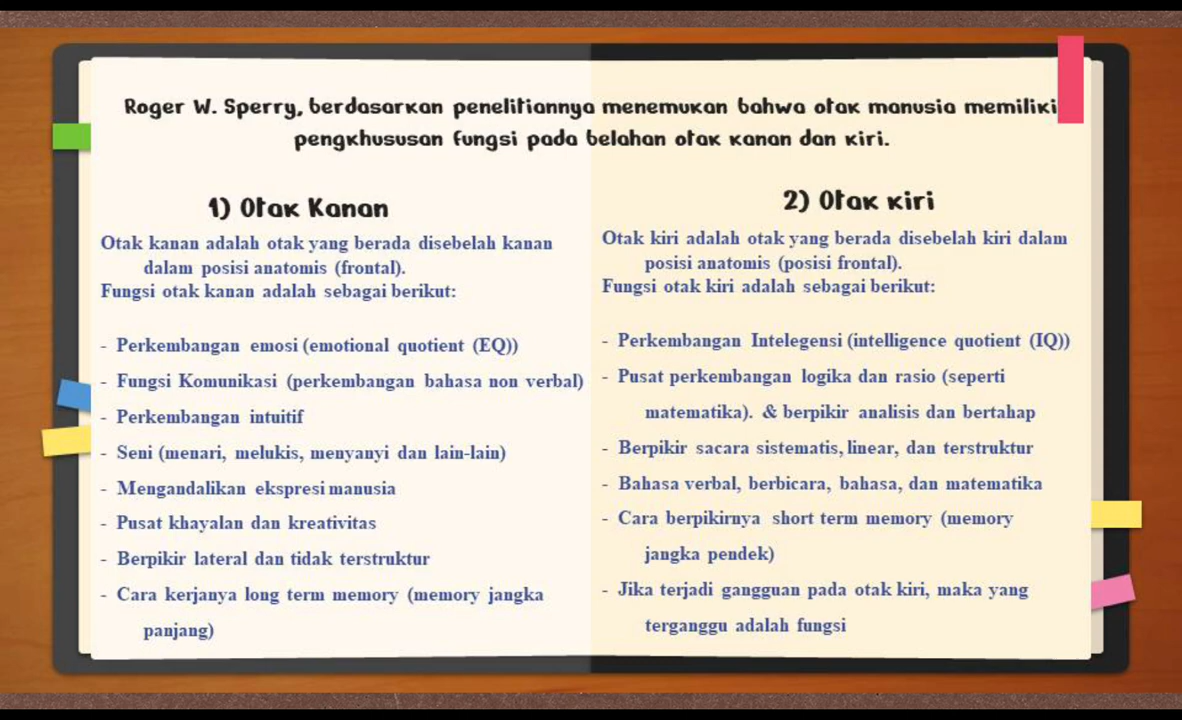 Roger W. Sperry, berdasarkan penelitiannya menemukan bahwa otak manusia memiliki
pengkhususan fungsi pada belahan otak kanan dan kiri.
1) Otak Kanan
Otak kanan adalah otak yang berada disebelah kanan
dalam posisi anatomis (frontal).
Fungsi otak kanan adalah sebagai berikut:
- Perkembangan emosi (emotional quotient (EQ))
- Fungsi Komunikasi (perkembangan bahasa non verbal)
- Perkembangan intuitif
- Seni (menari, melukis, menyanyi dan lain-lain)
- Mengandalikan ekspresi manusia
- Pusat khayalan dan kreativitas
- Berpikir lateral dan tidak terstruktur
- Cara kerjanya long term memory (memory jangka
panjang)
2) Otak kiri
Otak kiri adalah otak yang berada disebelah kiri dalam
posisi anatomis (posisi frontal).
Fungsi otak kiri adalah sebagai berikut:
- Perkembangan Intelegensi (intelligence quotient (IQ))
- Pusat perkembangan logika dan rasio (seperti
matematika). & berpikir analisis dan bertahap
- Berpikir sacara sistematis, linear, dan terstruktur
- Bahasa verbal, berbicara, bahasa, dan matematika
- Cara berpikirnya short term memory (memory
jangka pendek)
- Jika terjadi gangguan pada otak kiri, maka yang
terganggu adalah fungsi